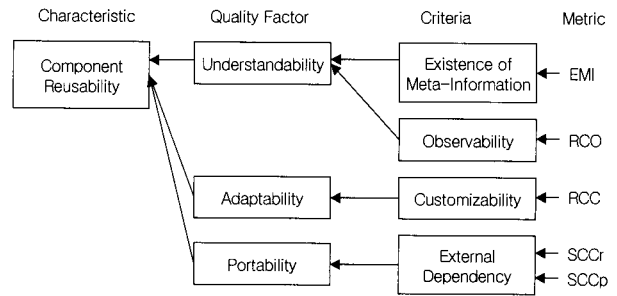 Characteristic Quality Factor Criteria Metric
Component
Reusability
Understandability
Existence of
Meta-Information
EMI
Observability
RCO
Adaptability
Customizability
RCC
Portability
External
Dependency
SCCr
SCCp